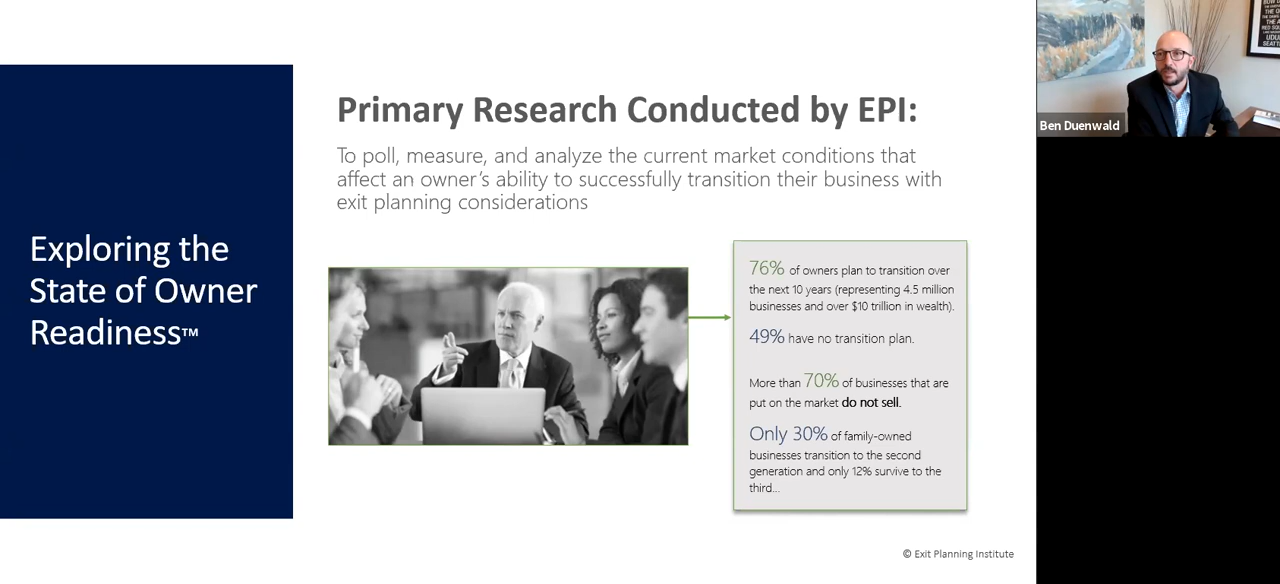 Exploring the
State of Owner
Readiness™
Primary Research Conducted by EPI:
To poll, measure, and analyze the current market conditions that
affect an owner's ability to successfully transition their business with
exit planning considerations
76% of owners plan to transition over
the next 10 years (representing 4.5 million
businesses and over $10 trillion in wealth).
49% have no transition plan.
More than 70% of businesses that are
put on the market do not sell.
Only 30% of family-owned
businesses transition to the second
generation and only 12% survive to the
third...
© Exit Planning Institute
Ben Duenwald